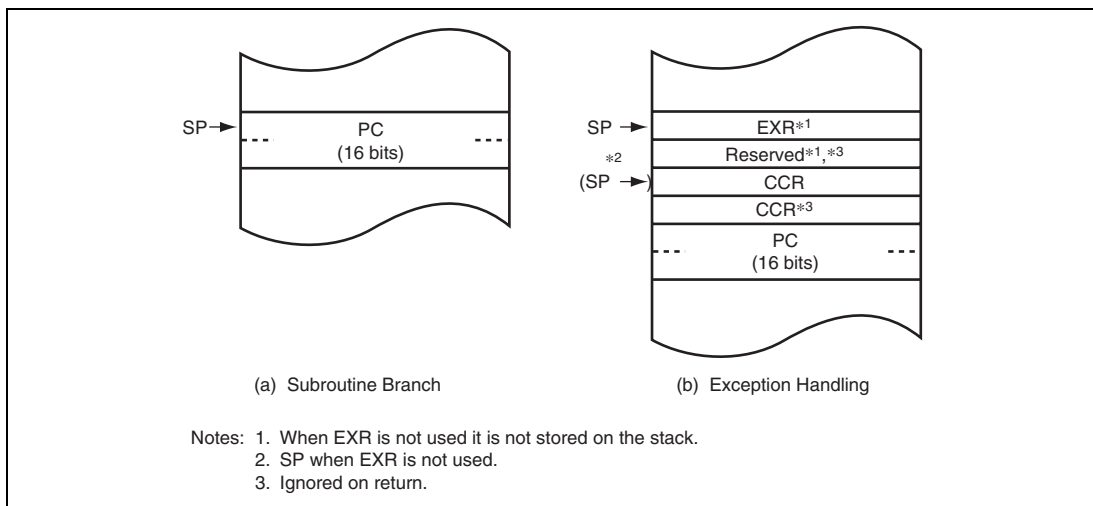 SP
PC
(16 bits)
SP
*2
(SP )
EXR*1
Reserved*1,*3
CCR
CCR*3
PC
(16 bits)
(a) Subroutine Branch
(b) Exception Handling
Notes: 1. When EXR is not used it is not stored on the stack.
2. SP when EXR is not used.
3. Ignored on return.